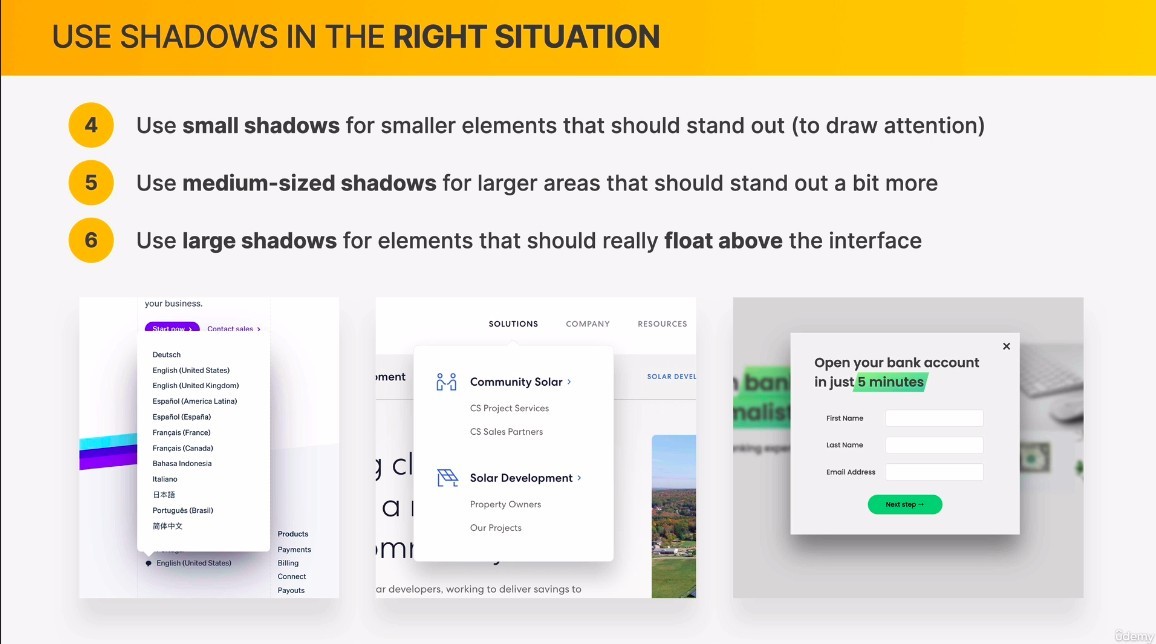 USE SHADOWS IN THE RIGHT SITUATION
4 Use small shadows for smaller elements that should stand out (to draw attention)
5 Use medium-sized shadows for larger areas that should stand out a bit more
6 Use large shadows for elements that should really float above the interface
your business.
Start now › Contact sales ›
Deutsch
English (United States)
English (United Kingdom)
Español (America Latina)
Español (España)
Français (France)
Français (Canada)
Bahasa Indonesia
Italiano
日本語
Português (Brasil)
简体中文
English (United States)
Products
Payments
Billing
Connect
Payouts
SOLUTIONS COMPANY RESOURCES
SOLAR DEVEL
Community Solar ›
CS Project Services
CS Sales Partners
Solar Development ›
Property Owners
Our Projects
ar developers, working to deliver savings to
×
Open your bank account
in just 5 minutes
First Name
Last Name
Email Address
Next step →
ûdemy